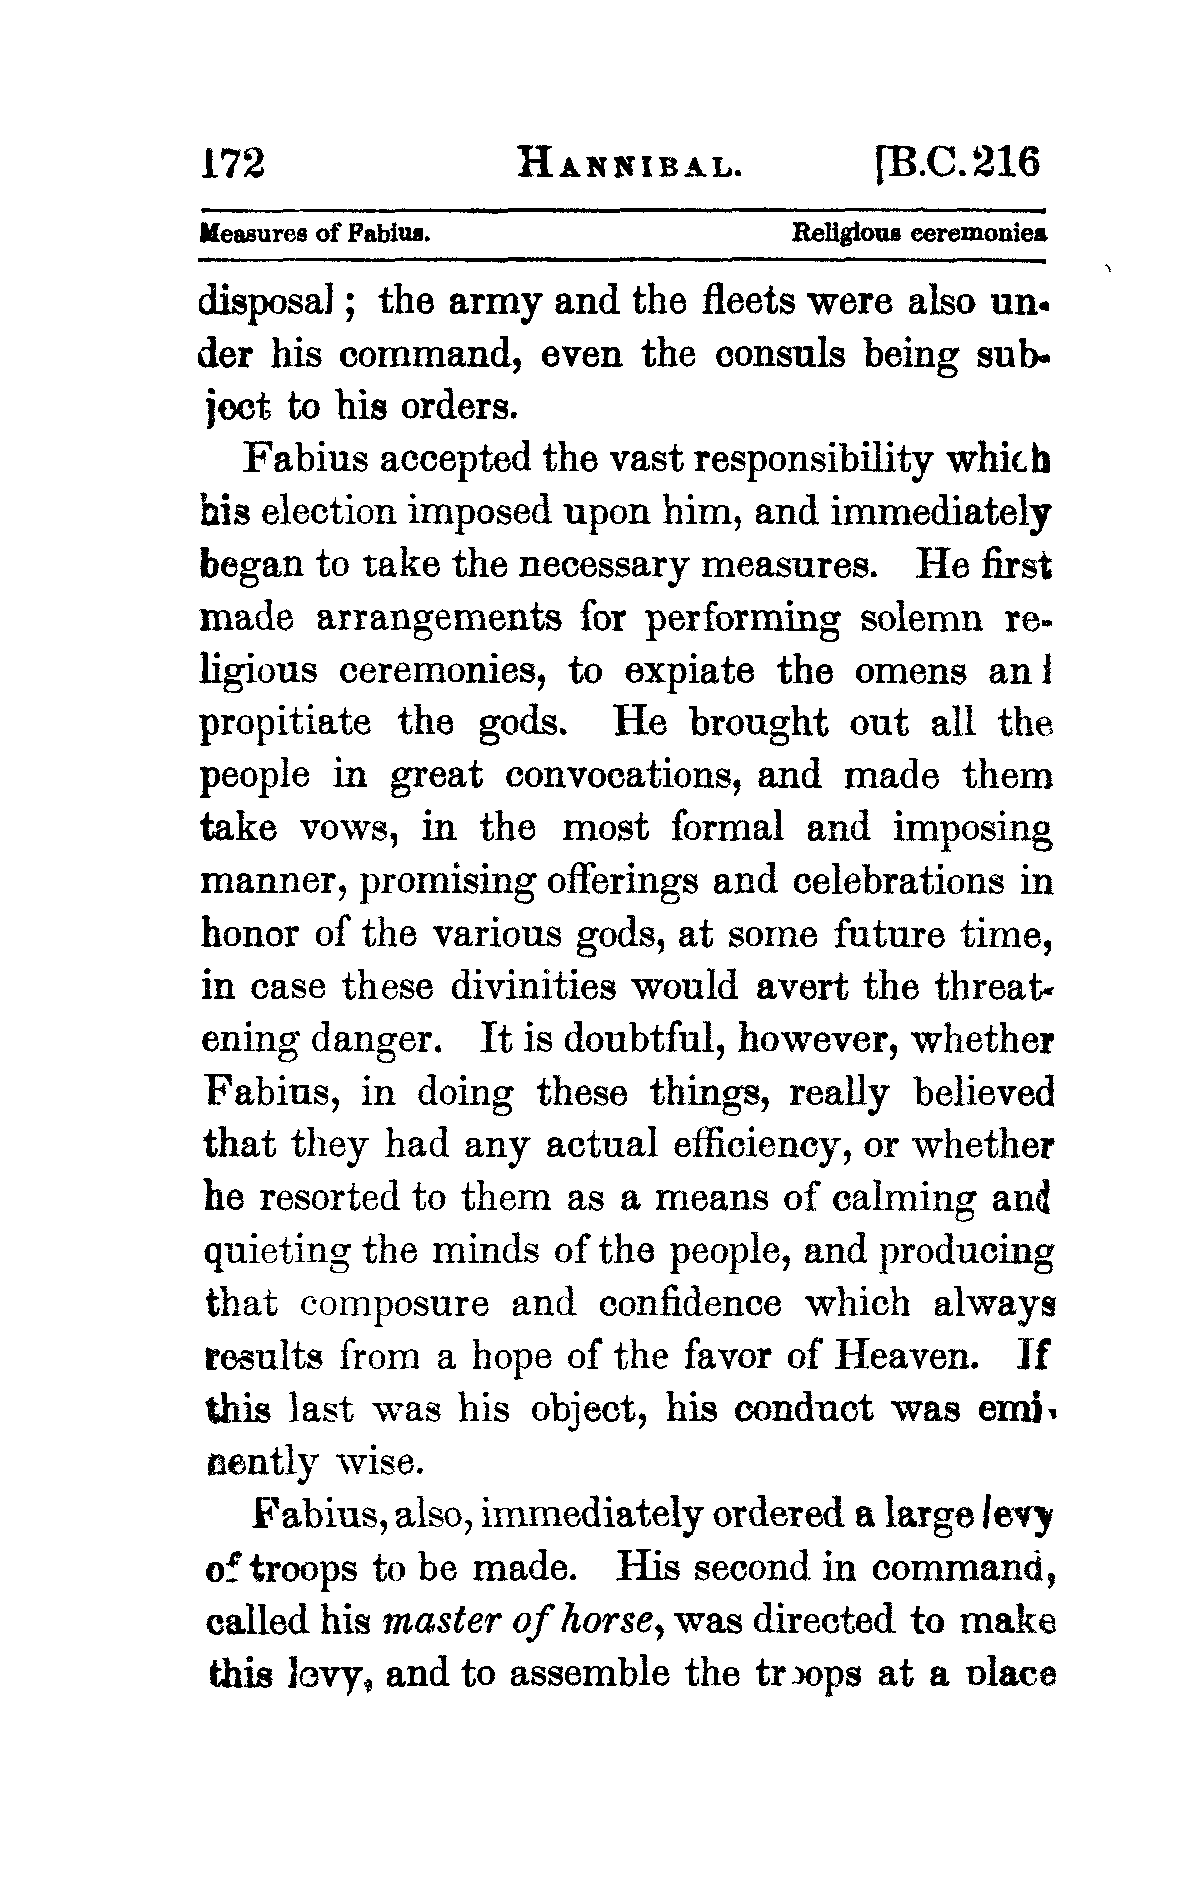 172 HANNIBAL. [B.C. 216
Measures of Fabius. Religious ceremonies
disposal; the army and the fleets were also un-
der his command, even the consuls being sub-
ject to his orders.
Fabius accepted the vast responsibility which
his election imposed upon him, and immediately
began to take the necessary measures. He first
made arrangements for performing solemn re-
ligious ceremonies, to expiate the omens and
propitiate the gods. He brought out all the
people in great convocations, and made them
take vows, in the most formal and imposing
manner, promising offerings and celebrations in
honor of the various gods, at some future time,
in case these divinities would avert the threat-
ening danger. It is doubtful, however, whether
Fabius, in doing these things, really believed
that they had any actual efficiency, or whether
he resorted to them as a means of calming and
quieting the minds of the people, and producing
that composure and confidence which always
results from a hope of the favor of Heaven. If
this last was his object, his conduct was emi-
nently wise.
Fabius, also, immediately ordered a large levy
of troops to be made. His second in command,
called his master of horse, was directed to make
this levy, and to assemble the troops at a place